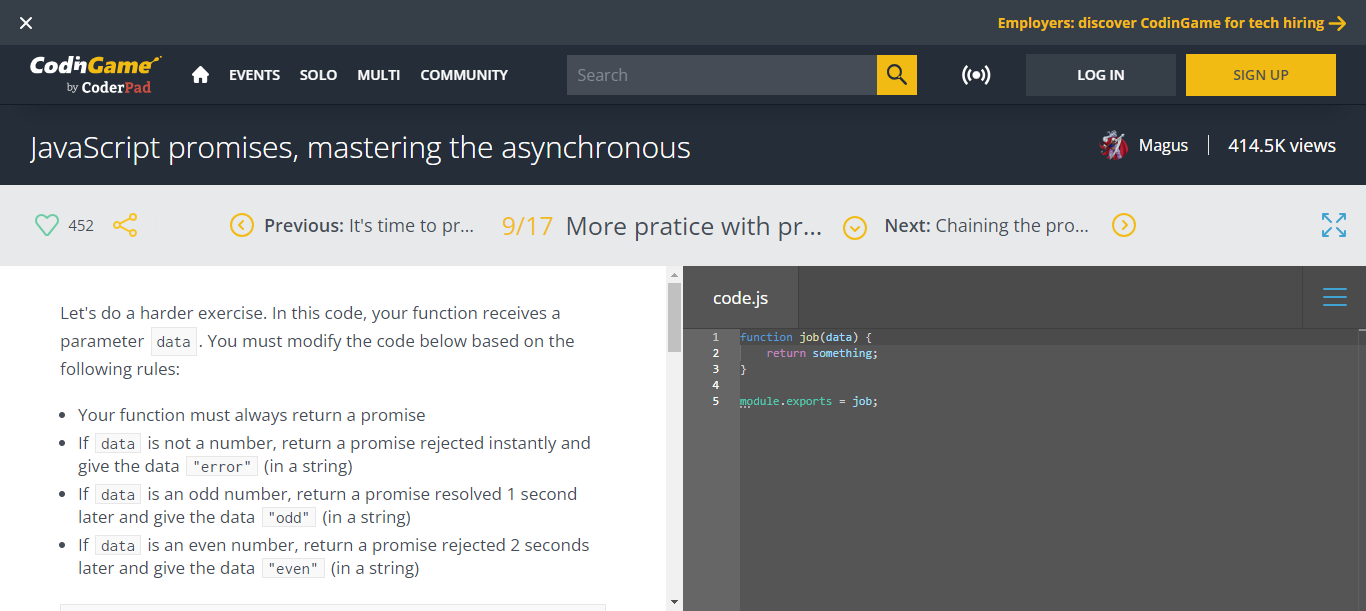 Employers: discover CodinGame for tech hiring
CodinGame
by CoderPad
EVENTS SOLO MULTI COMMUNITY
Search
LOG IN
SIGN UP
JavaScript promises, mastering the asynchronous
Magus
414.5K views
452
Previous: It's time to pr...
9/17 More pratice with pr...
Next: Chaining the pro...
Let's do a harder exercise. In this code, your function receives a
parameter data . You must modify the code below based on the
following rules:
• Your function must always return a promise
• If data is not a number, return a promise rejected instantly and
give the data "error" (in a string)
• If data is an odd number, return a promise resolved 1 second
later and give the data "odd" (in a string)
• If data is an even number, return a promise rejected 2 seconds
later and give the data "even" (in a string)
code.js
1 function job(data) {
2     return something;
3 }
4
5 module.exports = job;